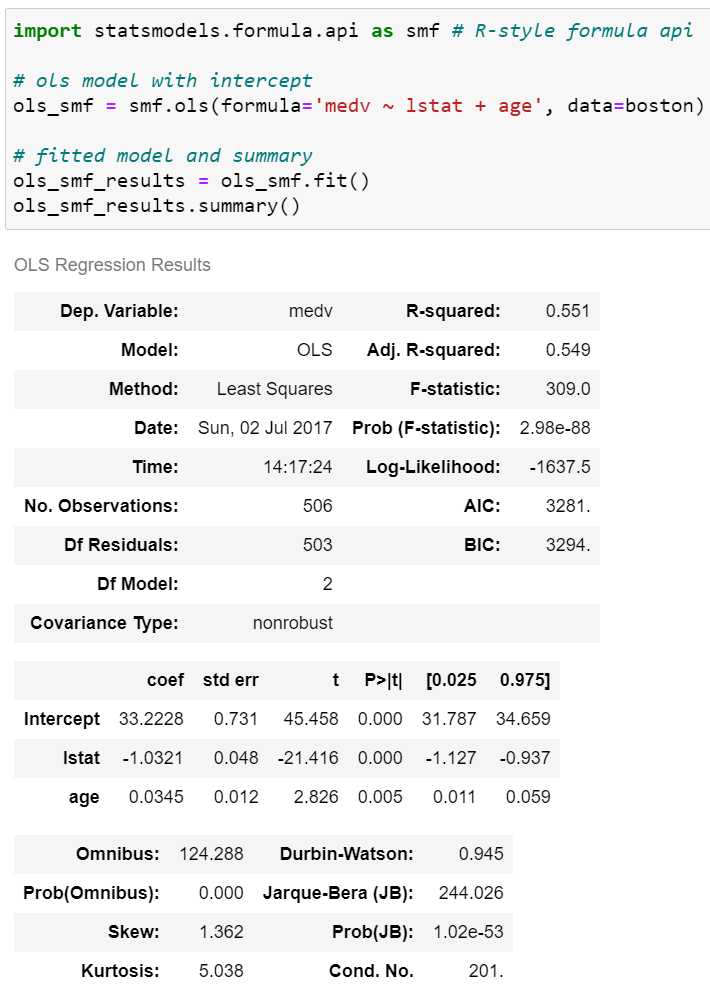 import statsmodels.formula.api as smf # R-style formula api
# ols model with intercept
ols_smf = smf.ols(formula='medv ~ lstat + age', data=boston)
# fitted model and summary
ols_smf_results = ols_smf.fit()
ols_smf_results.summary()
OLS Regression Results
Dep. Variable: medv R-squared: 0.551
Model: OLS Adj. R-squared: 0.549
Method: Least Squares F-statistic: 309.0
Date: Sun, 02 Jul 2017 Prob (F-statistic): 2.98e-88
Time: 14:17:24 Log-Likelihood: -1637.5
No. Observations: 506 AIC: 3281.
Df Residuals: 503 BIC: 3294.
Df Model: 2
Covariance Type: nonrobust
coef std err t P>|t| [0.025 0.975]
Intercept 33.2228 0.731 45.458 0.000 31.787 34.659
lstat -1.0321 0.048 -21.416 0.000 -1.127 -0.937
age 0.0345 0.012 2.826 0.005 0.011 0.059
Omnibus: 124.288 Durbin-Watson: 0.945
Prob(Omnibus): 0.000 Jarque-Bera (JB): 244.026
Skew: 1.362 Prob(JB): 1.02e-53
Kurtosis: 5.038 Cond. No. 201.